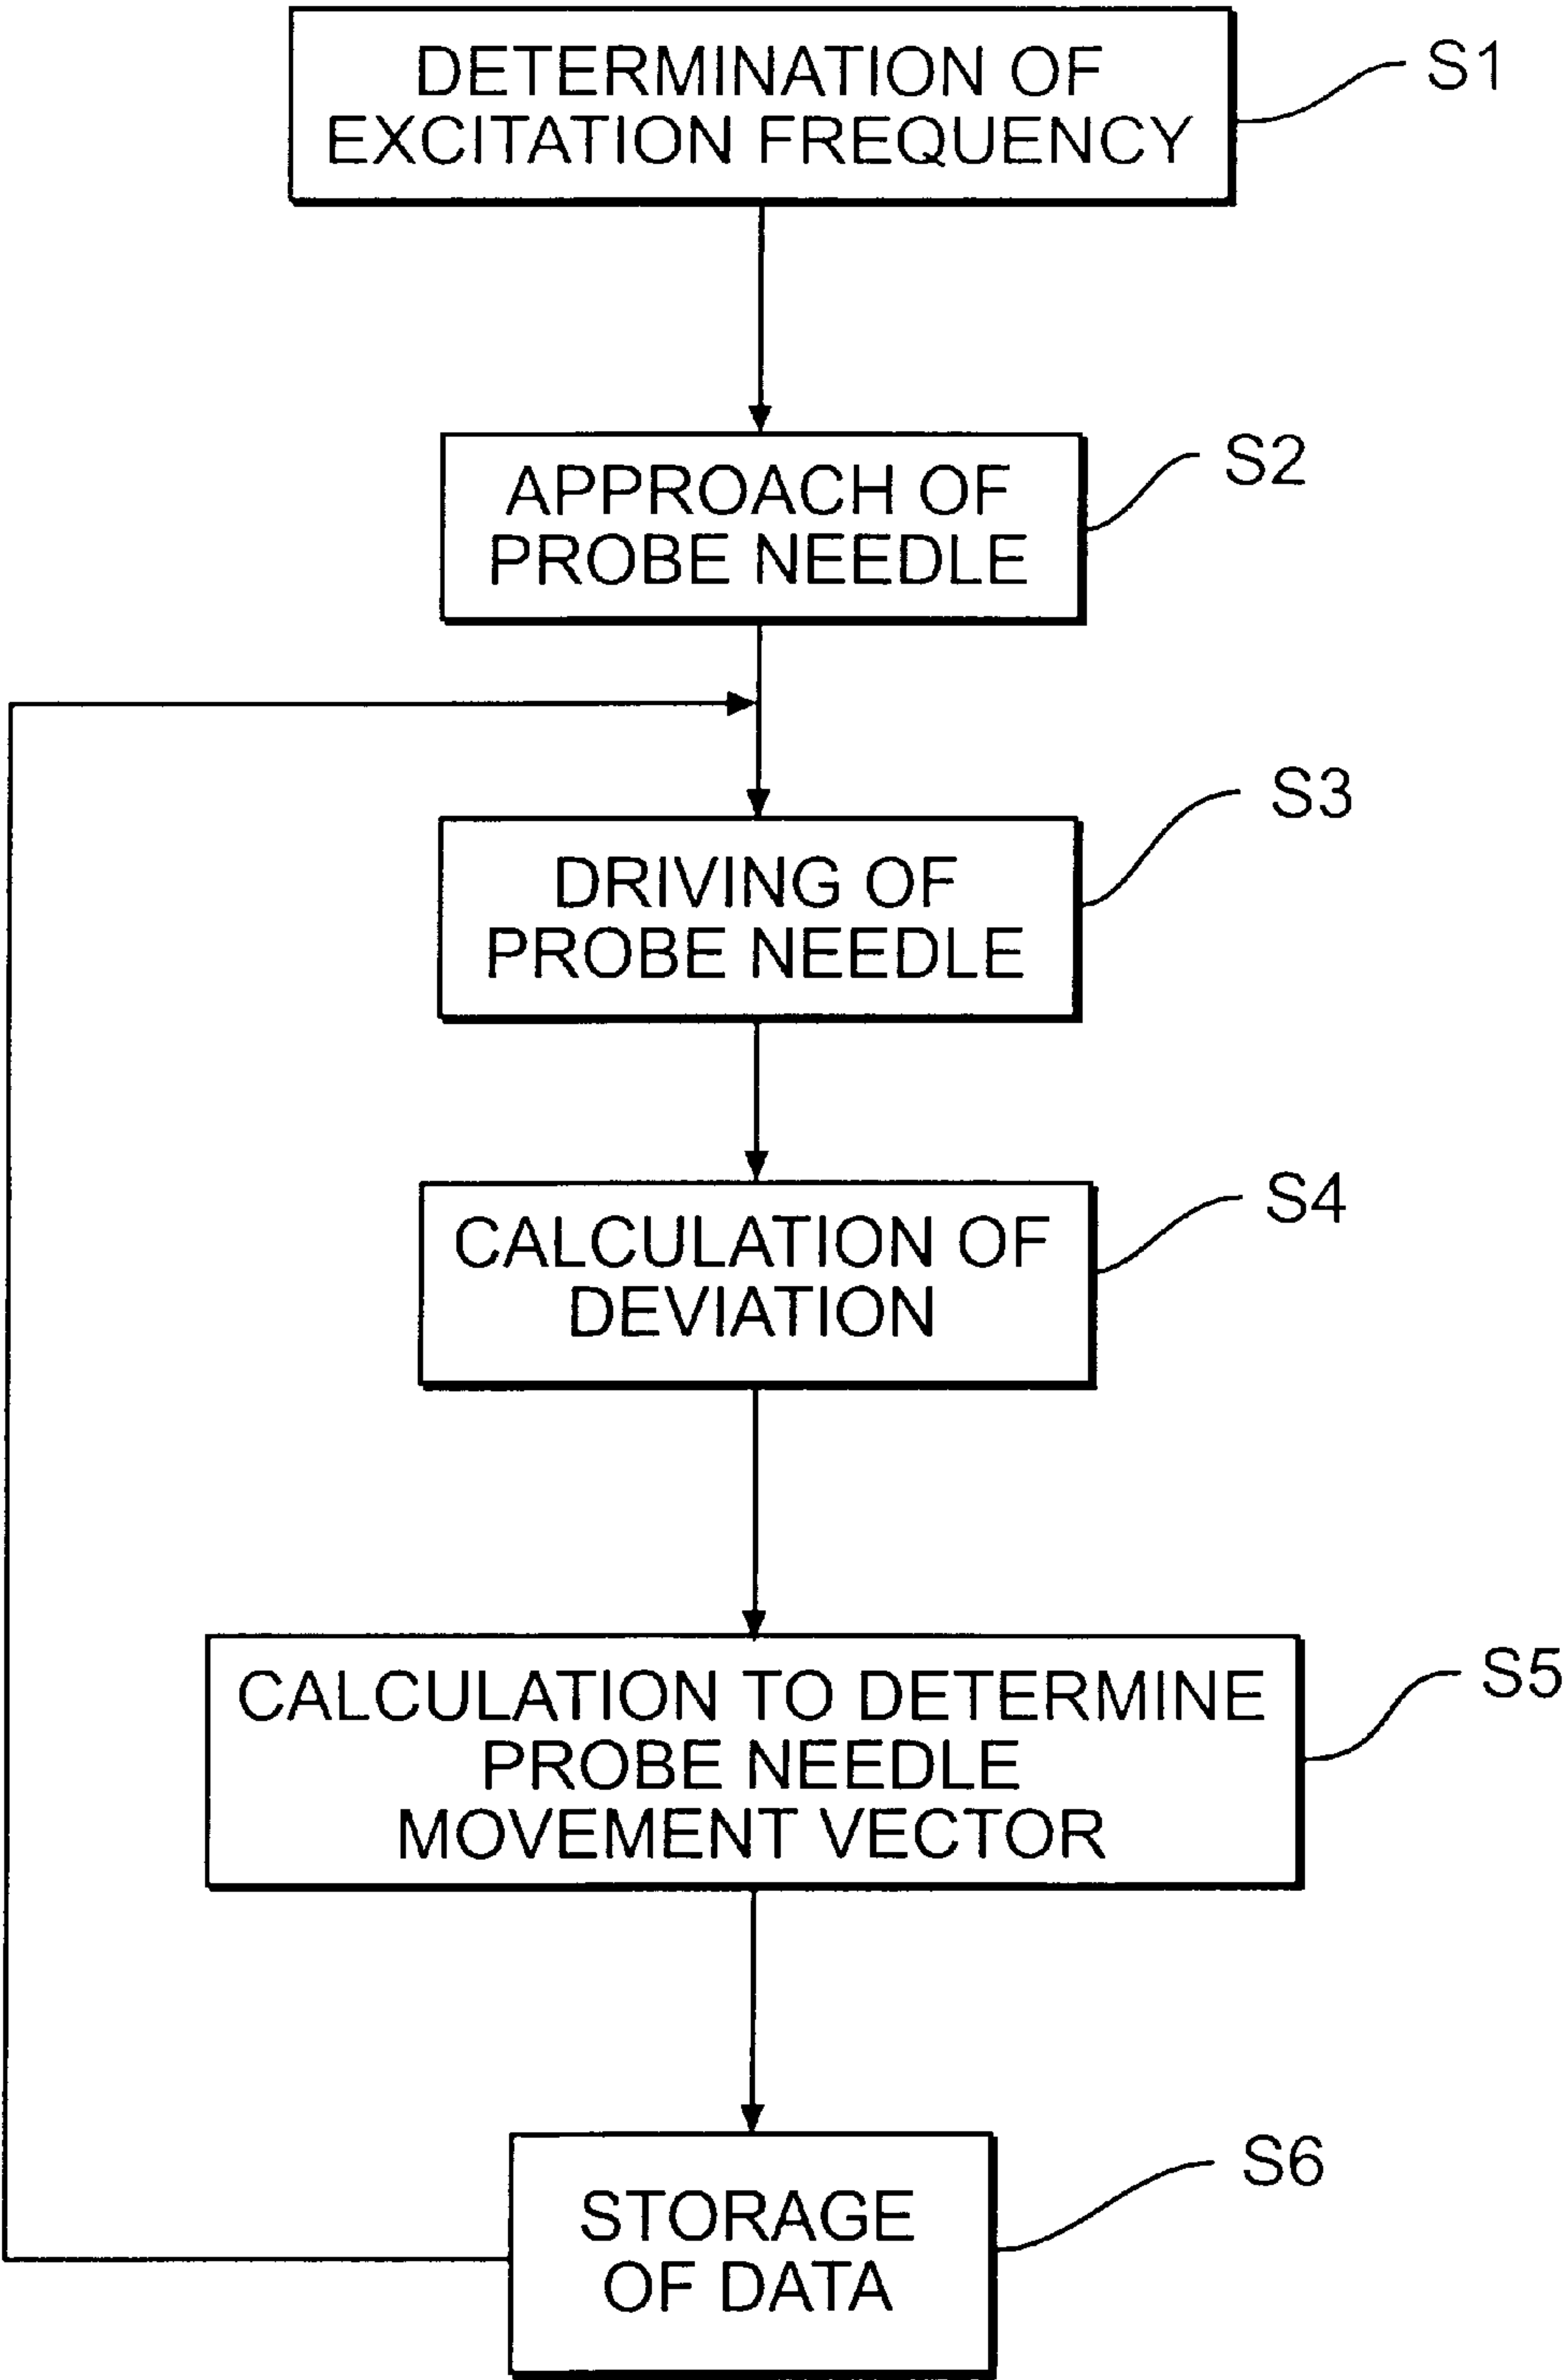 DETERMINATION OF
EXCITATION FREQUENCY
S1
APPROACH OF
PROBE NEEDLE
S2
DRIVING OF
PROBE NEEDLE
S3
CALCULATION OF
DEVIATION
S4
CALCULATION TO DETERMINE
PROBE NEEDLE
MOVEMENT VECTOR
S5
STORAGE
OF DATA
S6